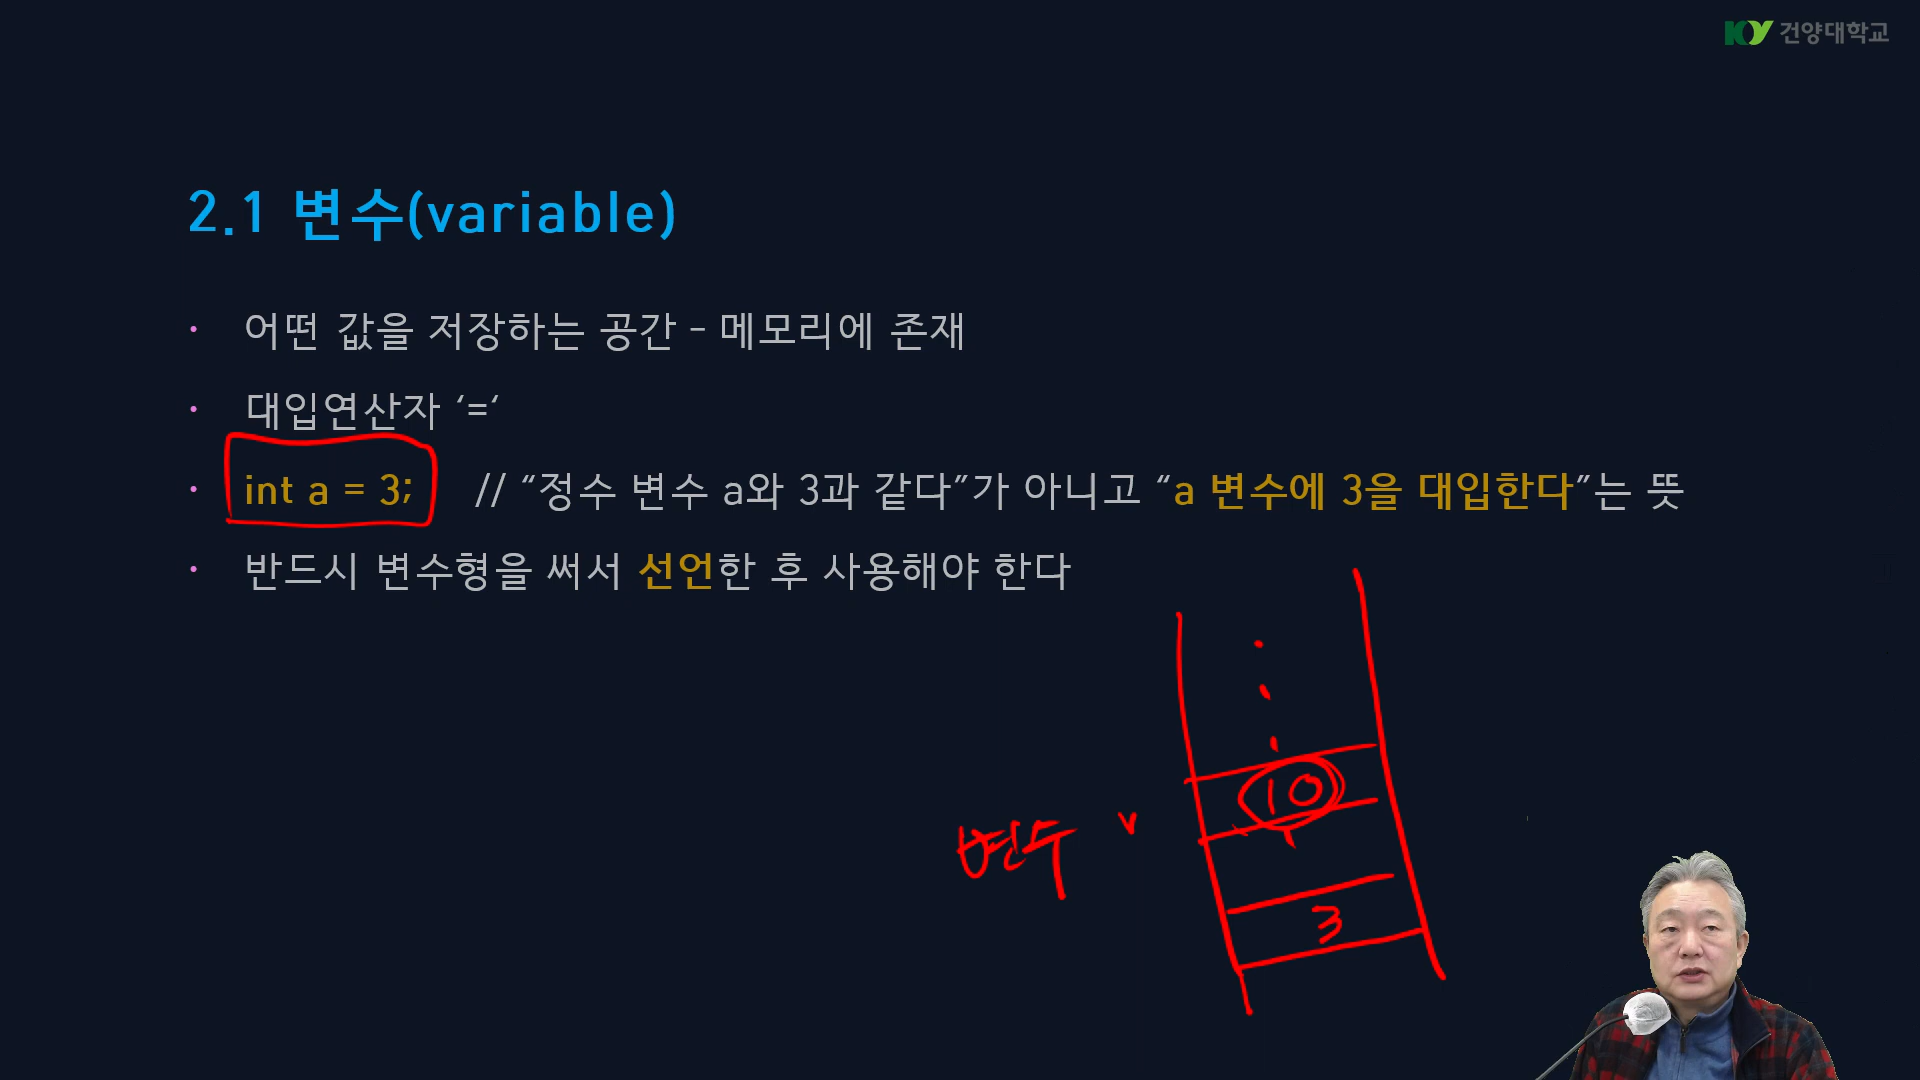 KY 건양대학교
2.1 변수(variable)
• 어떤 값을 저장하는 공간 – 메모리에 존재
• 대입연산자 ‘=‘
• int a = 3; // “정수 변수 a와 3과 같다”가 아니고 “a 변수에 3을 대입한다”는 뜻
• 반드시 변수형을 써서 선언한 후 사용해야 한다
10
변수
3